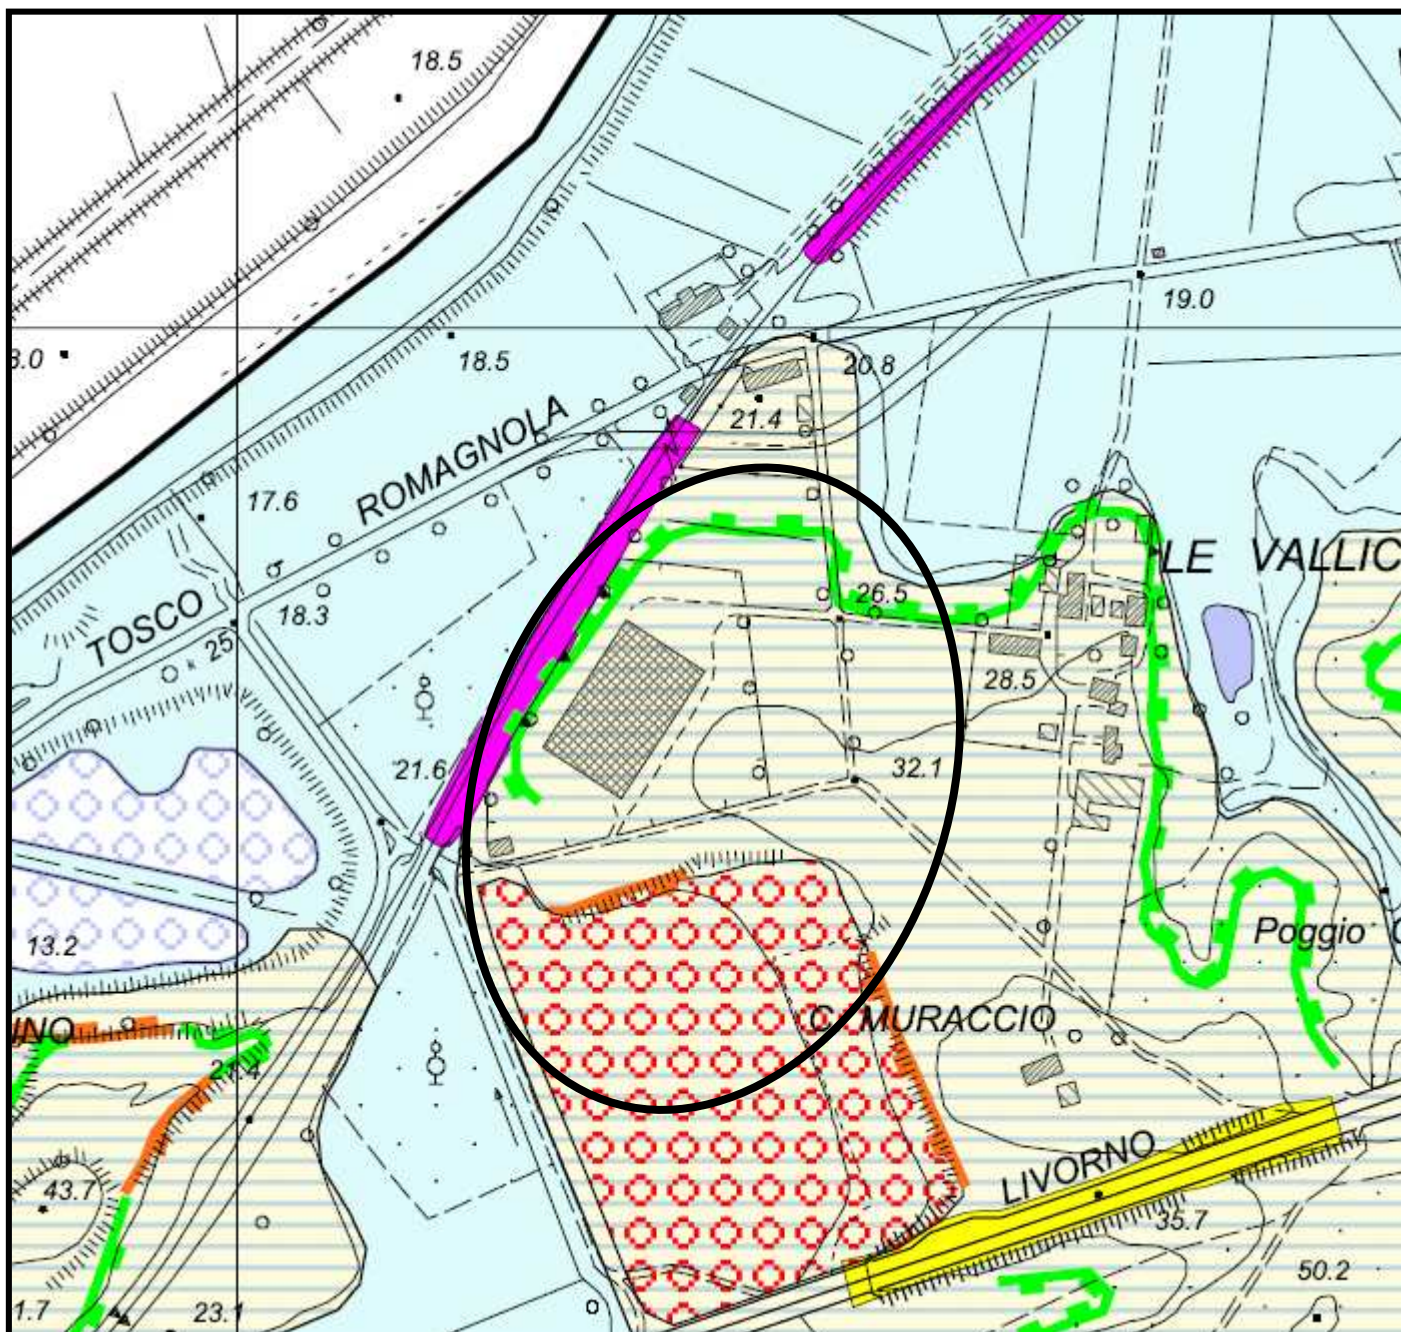 18.5
19.0
8.0
18.5
20.8
21.4
ROMAGNOLA
17.6
LE VALLIC
26.5
TOSCO
18.3
k 25
28.5
21.6
32.1
13.2
Poggio
INO
C. MURACCIO
LIVORNO
43.7
35.7
50.2
1.7
23.1